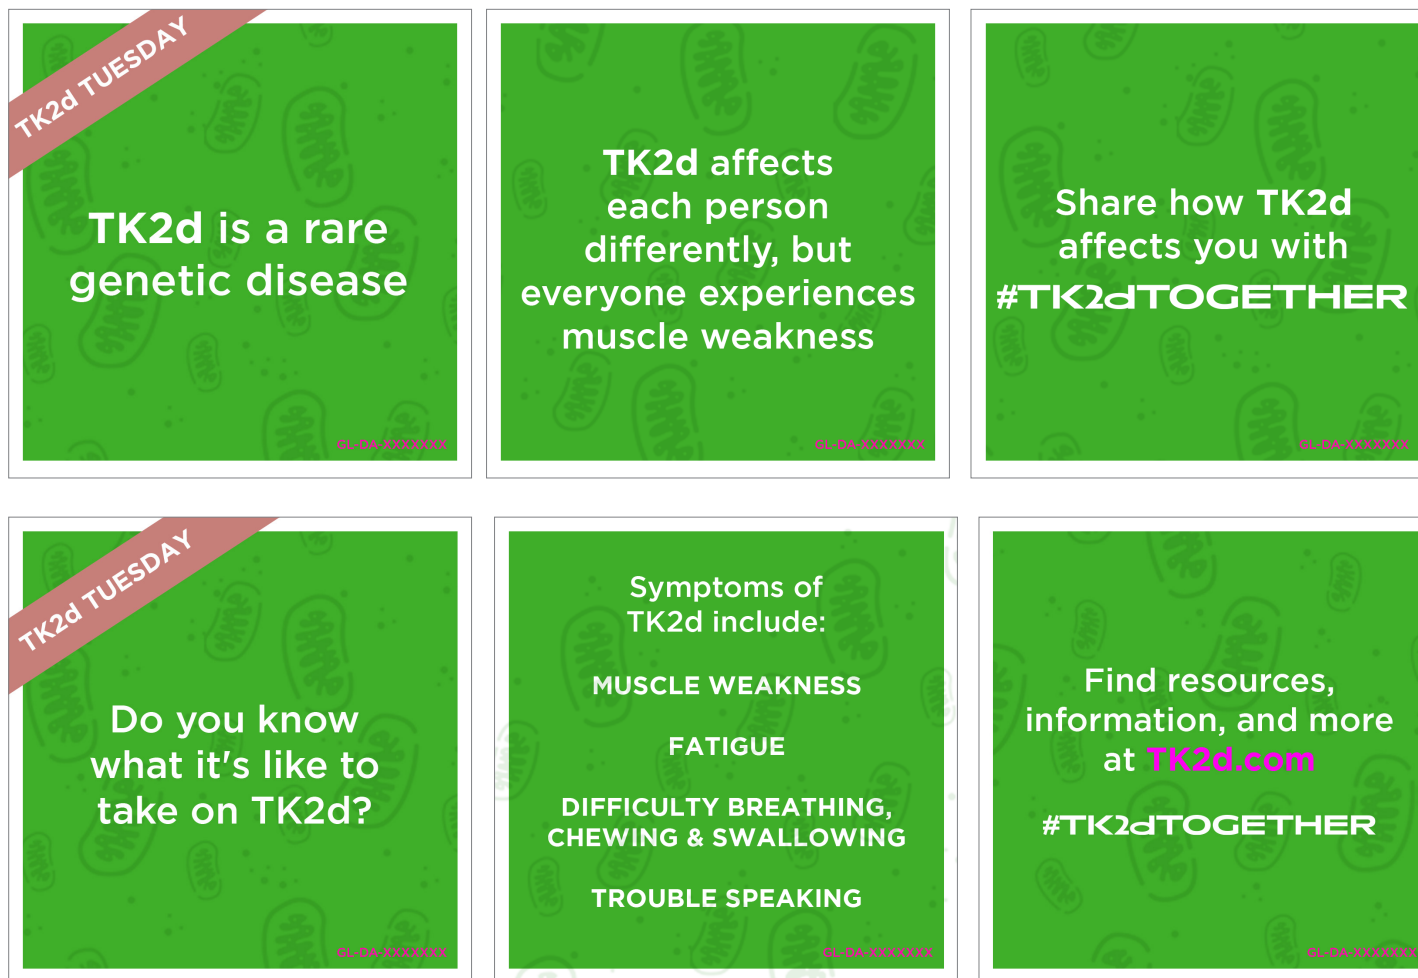 TK2d TUESDAY
TK2d is a rare
genetic disease
GL-DA-XXXXXXX
TK2d affects
each person
differently, but
everyone experiences
muscle weakness
GL-DA-XXXXXXX
Share how TK2d
affects you with
#TK2dTOGETHER
GL-DA-XXXXXXX
TK2d TUESDAY
Do you know
what it's like to
take on TK2d?
GL-DA-XXXXXXX
Symptoms of
TK2d include:
MUSCLE WEAKNESS
FATIGUE
DIFFICULTY BREATHING,
CHEWING & SWALLOWING
TROUBLE SPEAKING
GL-DA-XXXXXXX
Find resources,
information, and more
at TK2d.com
#TK2dTOGETHER
GL-DA-XXXXXXX